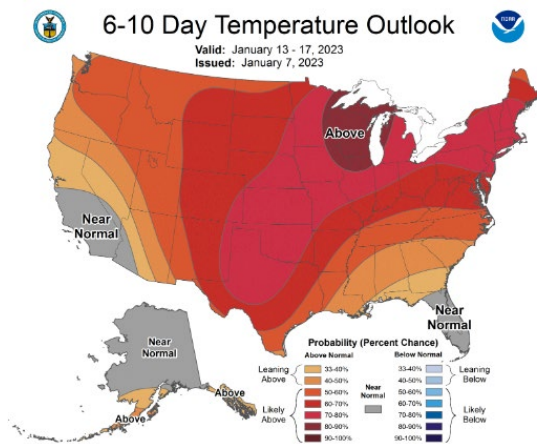 6-10 Day Temperature Outlook
Valid: January 13 - 17, 2023
Issued: January 7, 2023
NOAA
Above
Near
Normal
Near
Normal
Near
Normal
Above
Above
Probability (Percent Chance)
Above Normal
Below Normal
Leaning
Above
33-40%
40-50%
Likely
Above
50-60%
60-70%
70-80%
80-90%
90-100%
Near
Normal
33-40%
40-50%
Leaning
Below
50-60%
60-70%
70-80%
80-90%
90-100%
Likely
Below